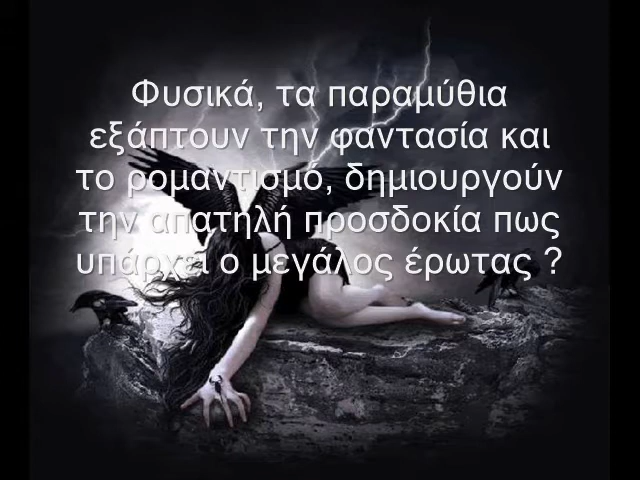 Φυσικά, τα παραμύθια
εξάπτουν την φαντασία και
το ρομαντισμό, δημιουργούν
την απατηλή προσδοκία πως
υπάρχει ο μεγάλος έρωτας ?